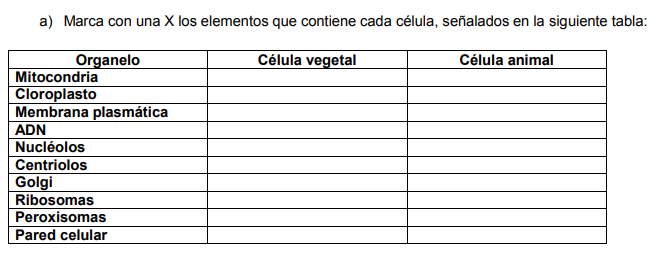 a) Marca con una X los elementos que contiene cada célula, señalados en la siguiente tabla:
Organelo Célula vegetal Célula animal
Mitocondria
Cloroplasto
Membrana plasmática
ADN
Nucléolos
Centriolos
Golgi
Ribosomas
Peroxisomas
Pared celular